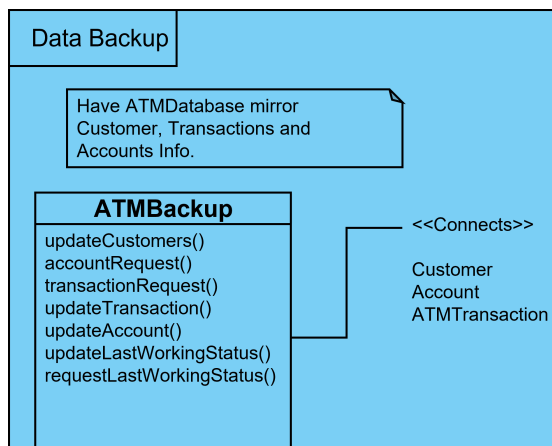 Data Backup
Have ATMDatabase mirror
Customer, Transactions and
Accounts Info.
ATMBackup
updateCustomers()
accountRequest()
transactionRequest()
updateTransaction()
updateAccount()
updateLastWorkingStatus()
requestLastWorkingStatus()
<<Connects>>
Customer
Account
ATMTransaction